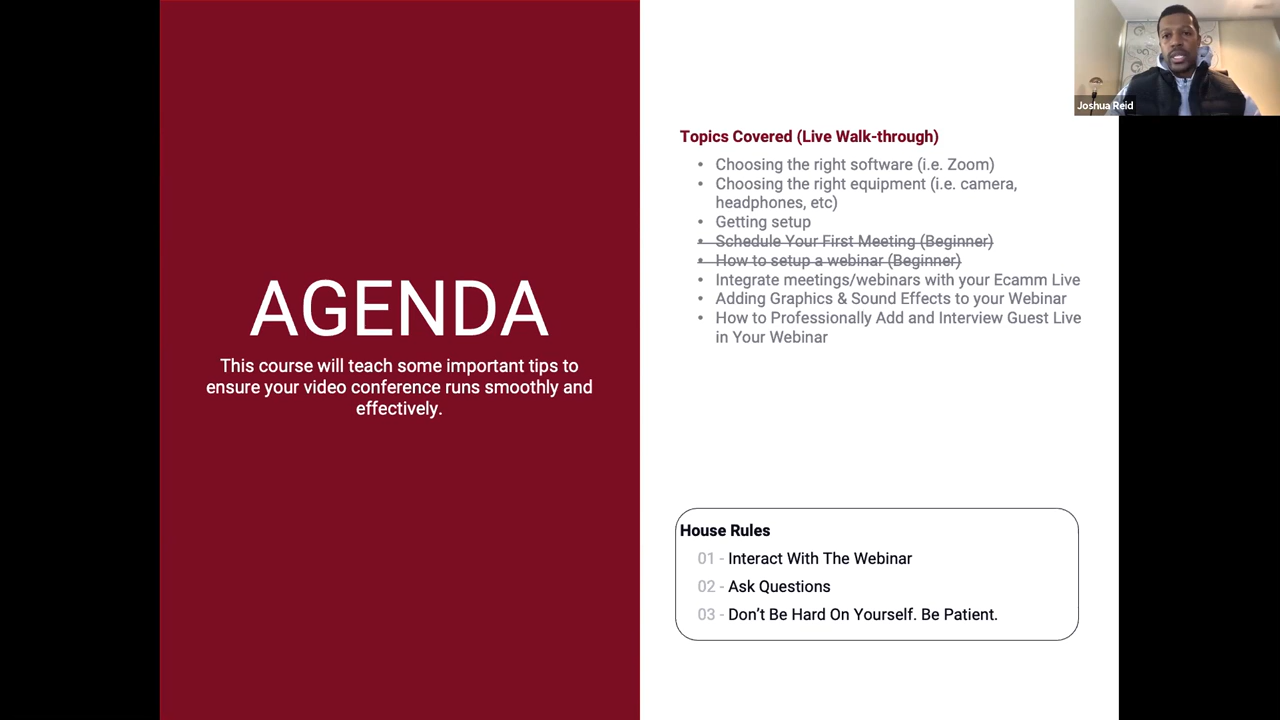 AGENDA
This course will teach some important tips to
ensure your video conference runs smoothly and
effectively.
Joshua Reid
Topics Covered (Live Walk-through)
• Choosing the right software (i.e. Zoom)
• Choosing the right equipment (i.e. camera,
headphones, etc)
• Getting setup
• Schedule Your First Meeting (Beginner)
• How to setup a webinar (Beginner)
• Integrate meetings/webinars with your Ecamm Live
• Adding Graphics & Sound Effects to your Webinar
• How to Professionally Add and Interview Guest Live
in Your Webinar
House Rules
01 - Interact With The Webinar
02 - Ask Questions
03 - Don’t Be Hard On Yourself. Be Patient.